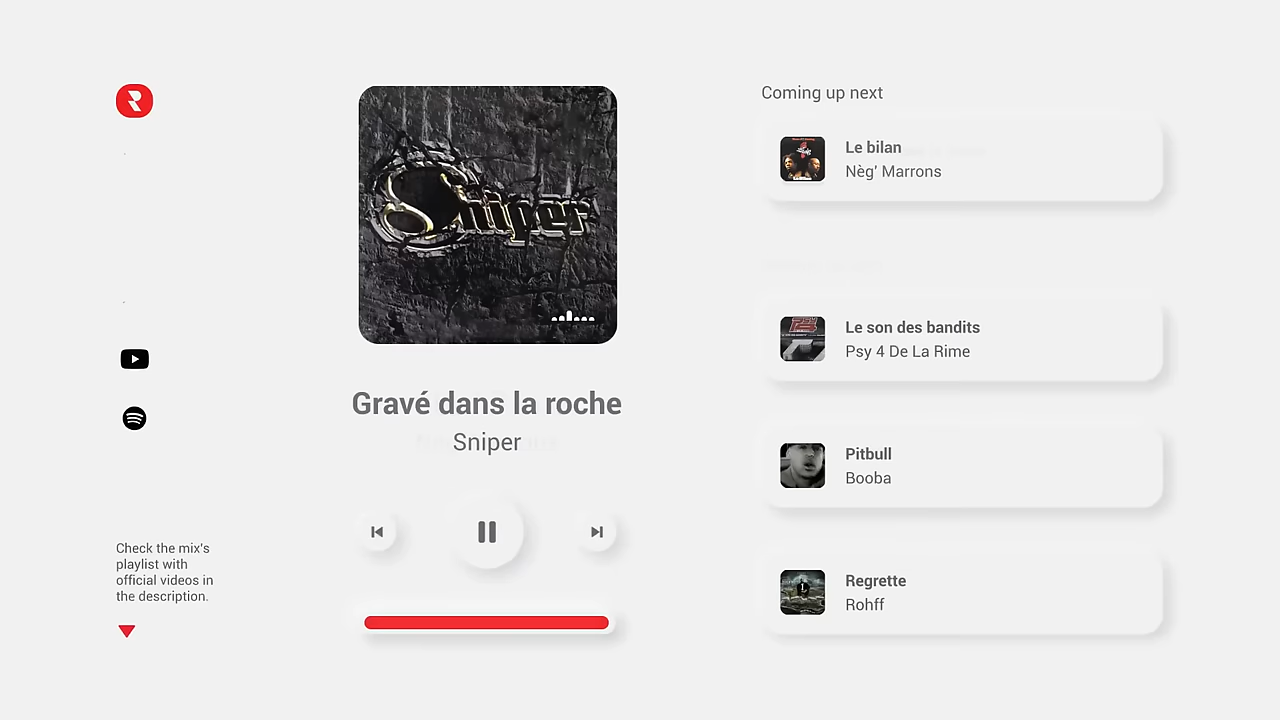 Sniper
Gravé dans la roche
Sniper
Check the mix's
playlist with
official videos in
the description.
Coming up next
Le bilan
Nèg' Marrons
Le son des bandits
Psy 4 De La Rime
Pitbull
Booba
Regrette
Rohff